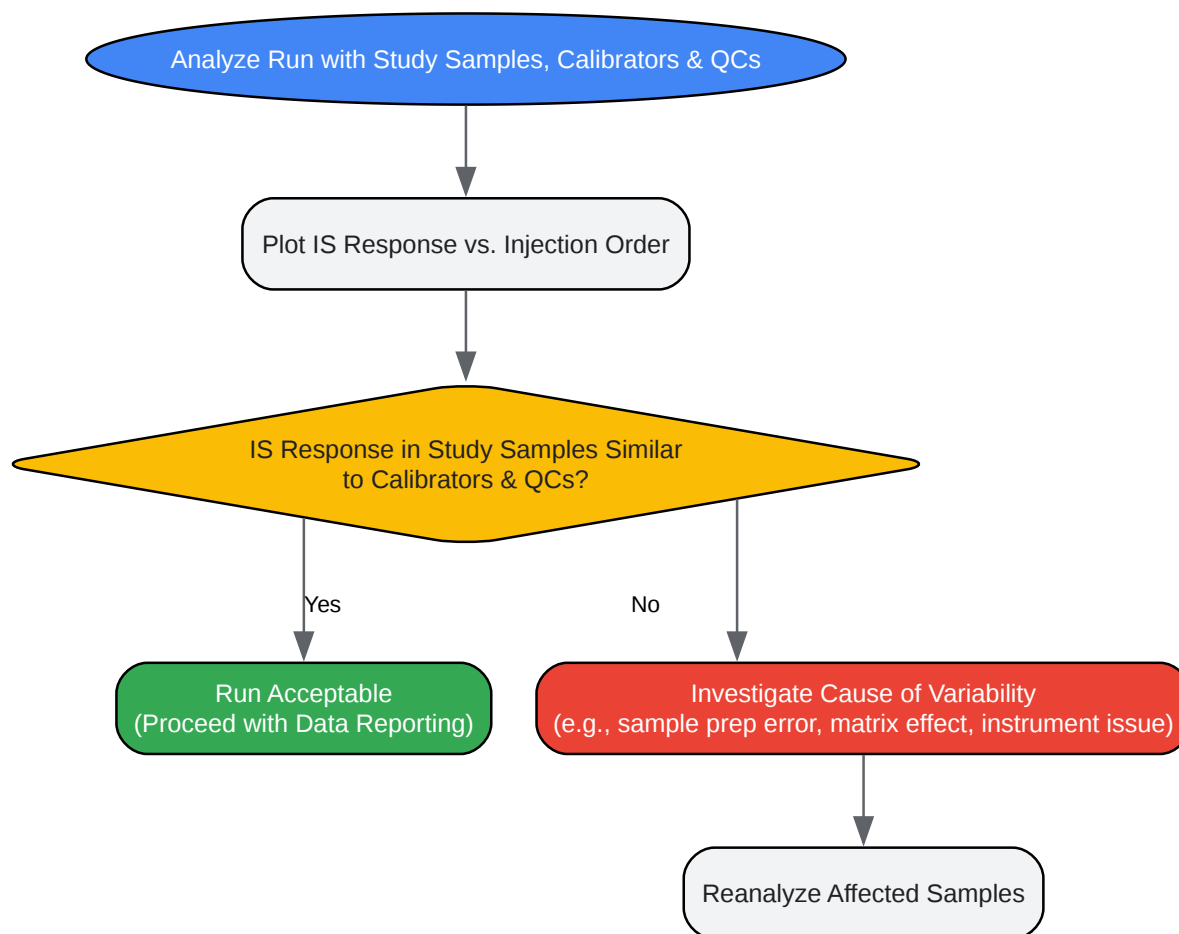 Analyze Run with Study Samples, Calibrators & QCs
Plot IS Response vs. Injection Order
IS Response in Study Samples Similar
to Calibrators & QCs?
Yes
No
Run Acceptable
(Proceed with Data Reporting)
Investigate Cause of Variability
(e.g., sample prep error, matrix effect, instrument issue)
Reanalyze Affected Samples